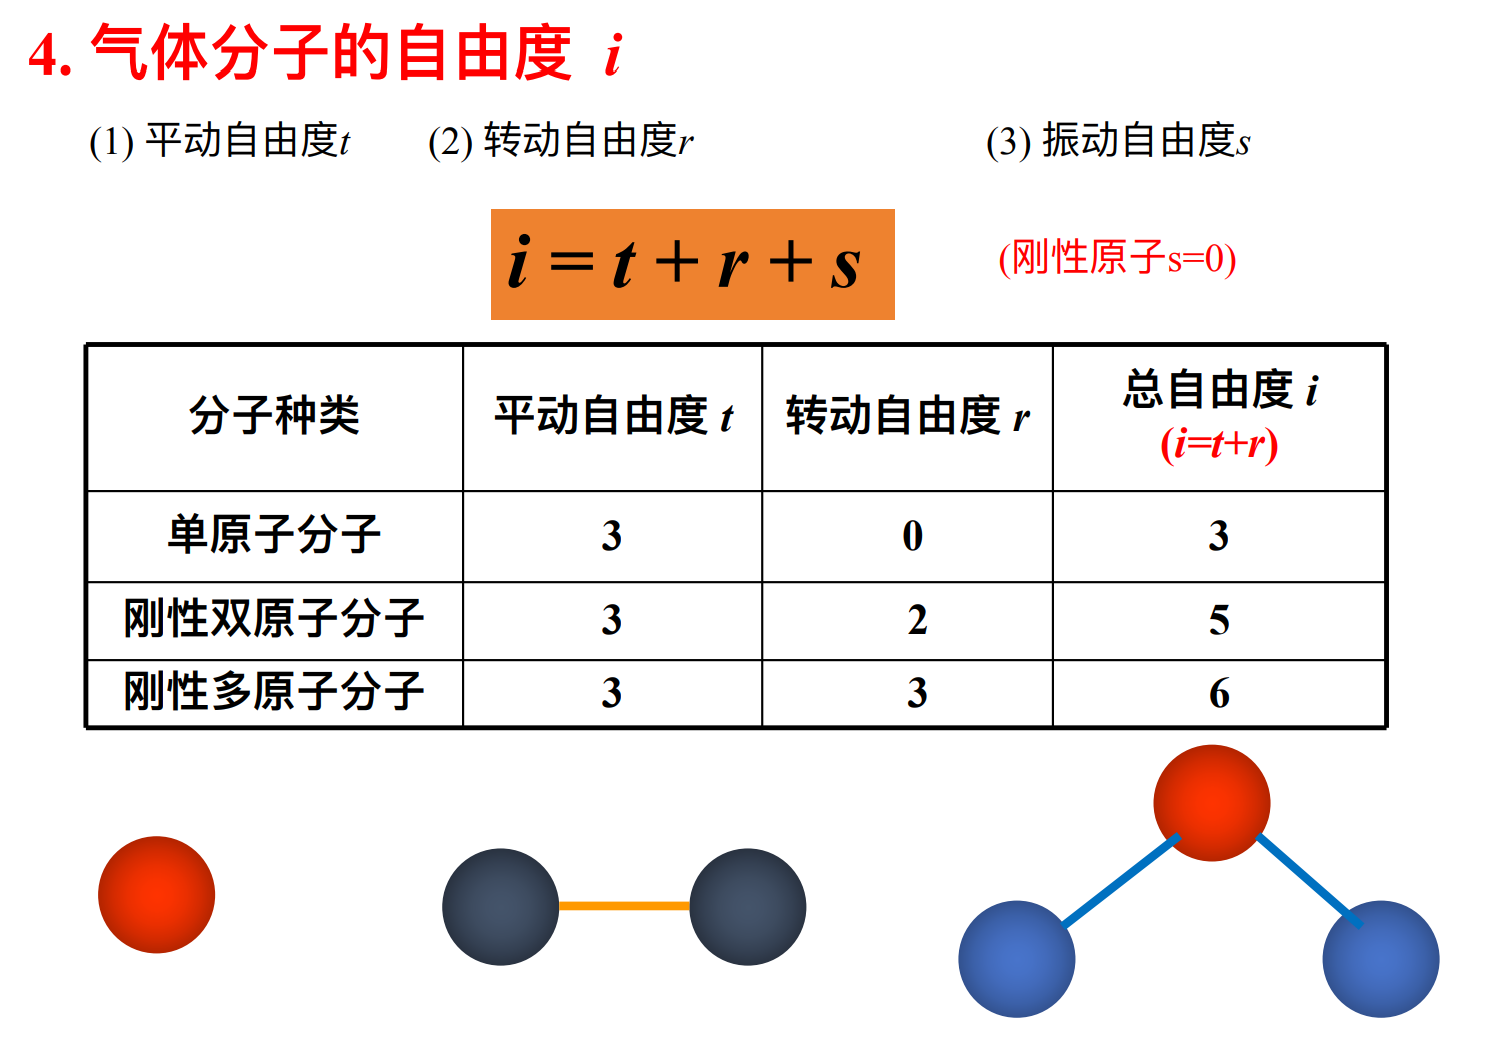 4. 气体分子的自由度 i
(1) 平动自由度t (2) 转动自由度r (3) 振动自由度s
i = t + r + s
(刚性原子s=0)
分子种类 平动自由度 t 转动自由度 r 总自由度 i
(i=t+r)
单原子分子 3 0 3
刚性双原子分子 3 2 5
刚性多原子分子 3 3 6